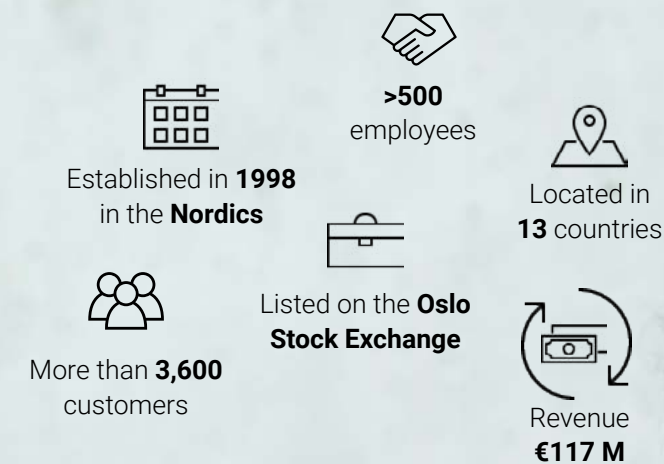 >500
employees
Established in 1998
in the Nordics
Located in
13 countries
Listed on the Oslo
Stock Exchange
More than 3,600
customers
Revenue
€117 M